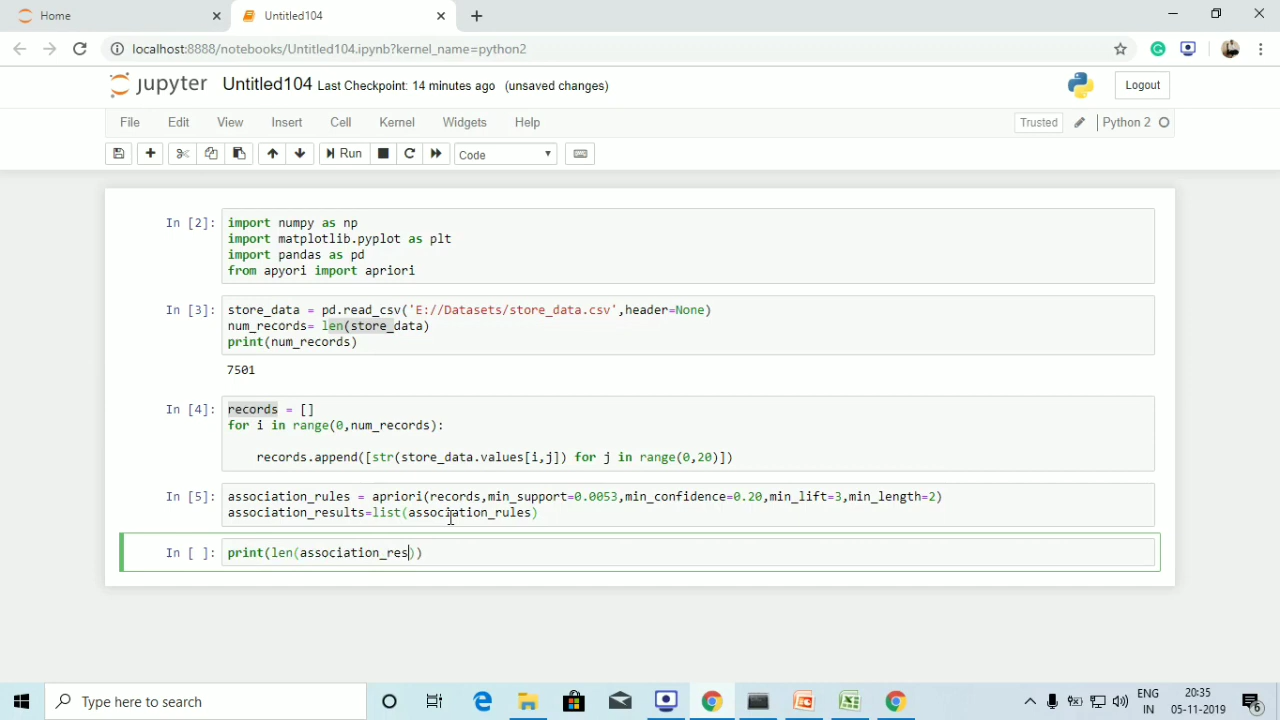 Home
Untitled104
localhost:8888/notebooks/Untitled104.ipynb?kernel_name=python2
jupyter Untitled104 Last Checkpoint: 14 minutes ago (unsaved changes)
Logout
File Edit View Insert Cell Kernel Widgets Help
Trusted Python 2
Run
Code
In [2]: import numpy as np
import matplotlib.pyplot as plt
import pandas as pd
from apyori import apriori
In [3]: store_data = pd.read_csv('E://Datasets/store_data.csv',header=None)
num_records= len(store_data)
print(num_records)
7501
In [4]: records = []
for i in range(0,num_records):
records.append([str(store_data.values[i,j]) for j in range(0,20)])
In [5]: association_rules = apriori(records,min_support=0.0053,min_confidence=0.20,min_lift=3,min_length=2)
association_results=list(association_rules)
In [ ]: print(len(association_res))
Type here to search
ENG
IN
20:35
05-11-2019
6